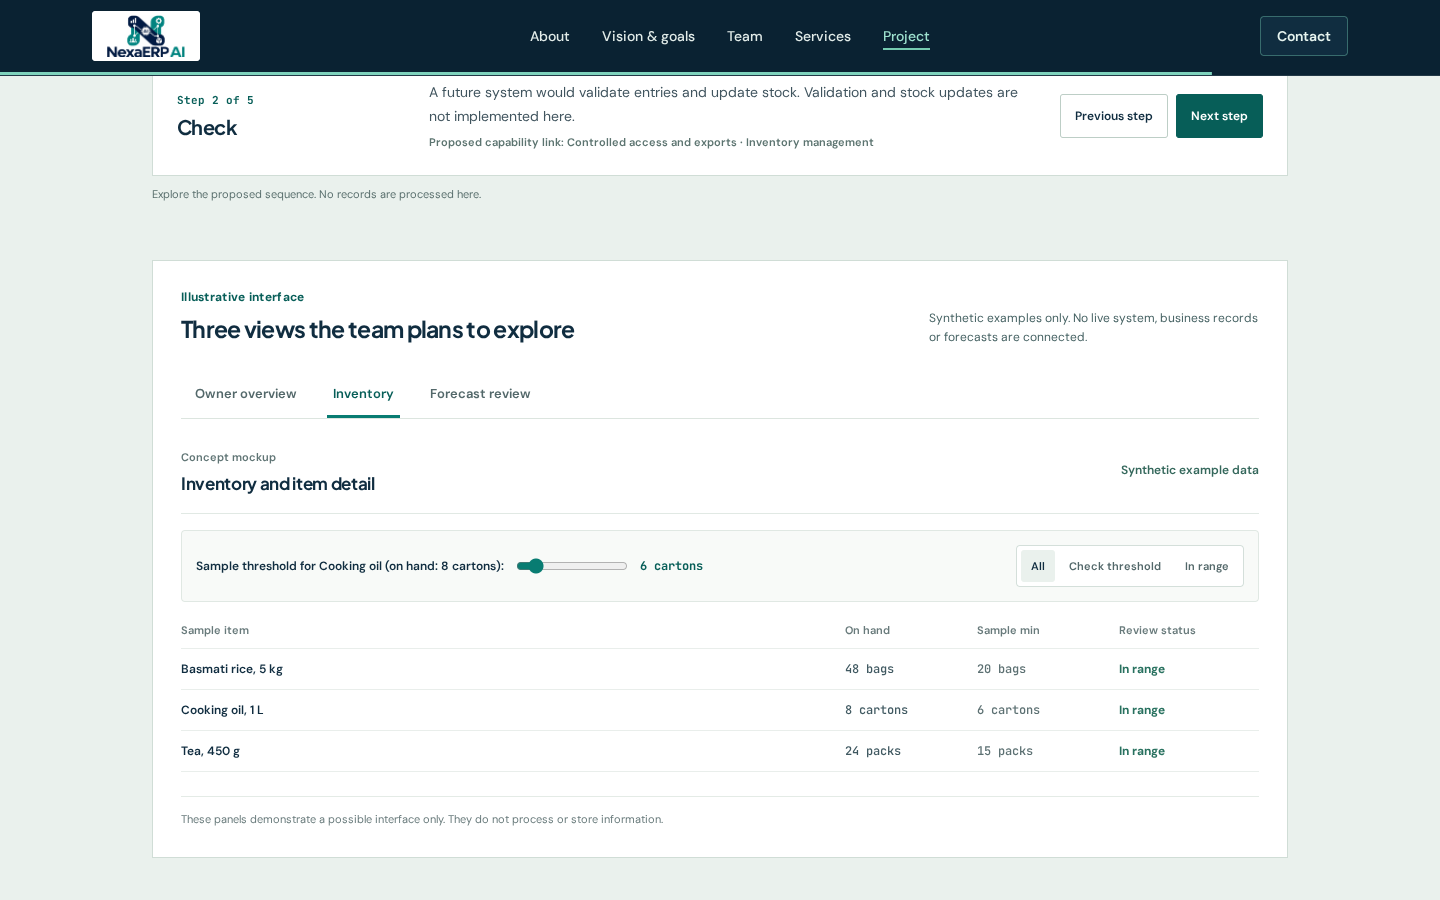 NexaERP AI
About
Vision & goals
Team
Services
Project
Contact
Step 2 of 5
Check
A future system would validate entries and update stock. Validation and stock updates are
not implemented here.
Proposed capability link: Controlled access and exports · Inventory management
Previous step
Next step
Explore the proposed sequence. No records are processed here.
Illustrative interface
Three views the team plans to explore
Synthetic examples only. No live system, business records
or forecasts are connected.
Owner overview
Inventory
Forecast review
Concept mockup
Inventory and item detail
Synthetic example data
Sample threshold for Cooking oil (on hand: 8 cartons):
6 cartons
All
Check threshold
In range
Sample item On hand Sample min Review status
Basmati rice, 5 kg 48 bags 20 bags In range
Cooking oil, 1 L 8 cartons 6 cartons In range
Tea, 450 g 24 packs 15 packs In range
These panels demonstrate a possible interface only. They do not process or store information.